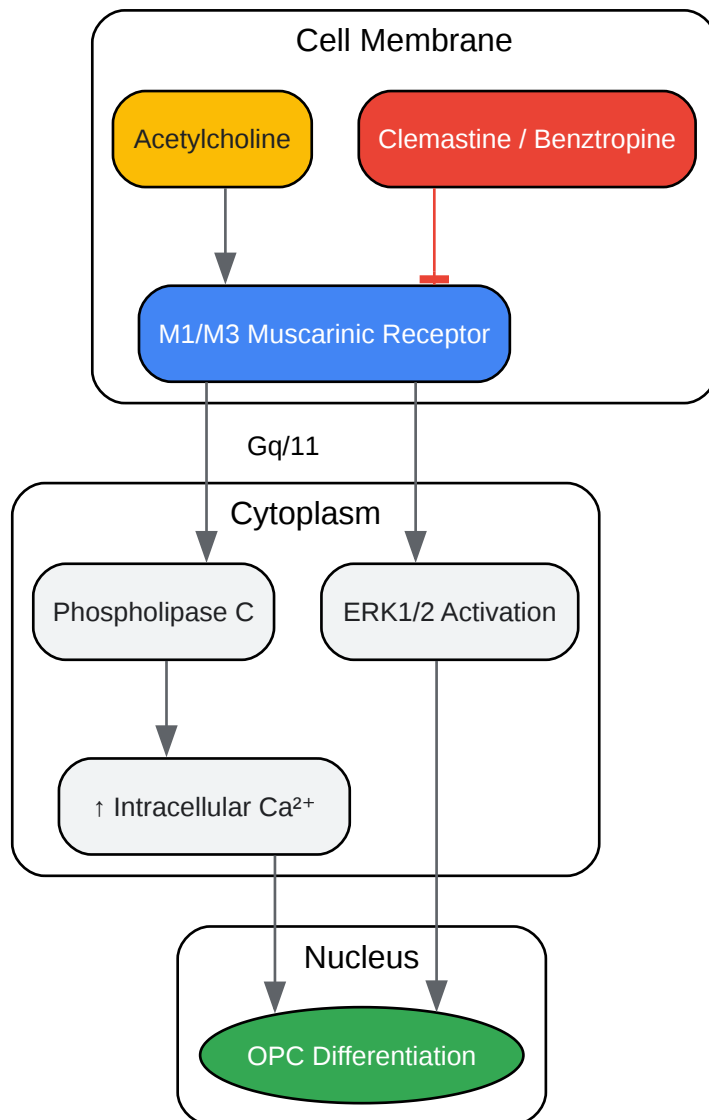 Cell Membrane
Acetylcholine
Clemastine / Benztropine
M1/M3 Muscarinic Receptor
Gq/11
Cytoplasm
Phospholipase C
ERK1/2 Activation
↑ Intracellular Ca²⁺
Nucleus
OPC Differentiation